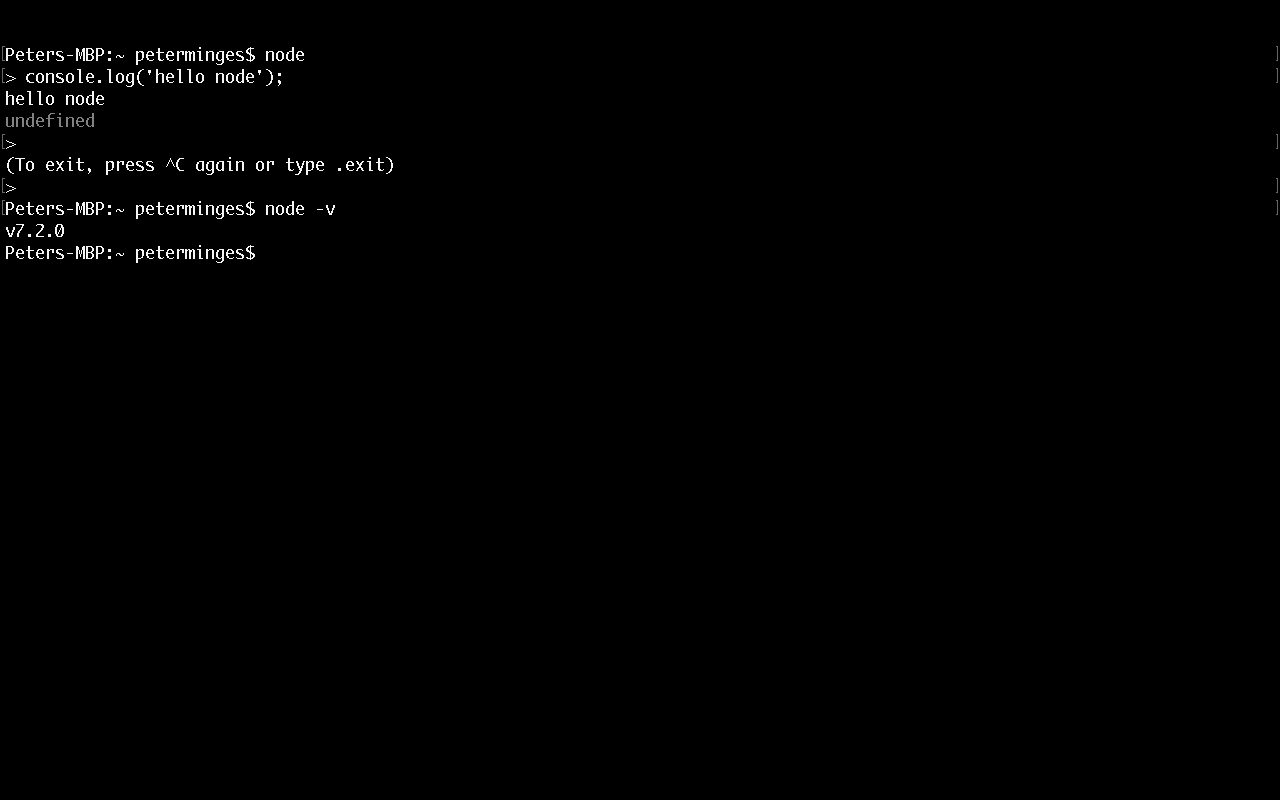 Peters-MBP:~ peterminges$ node
> console.log('hello node');
hello node
undefined
>
(To exit, press ^C again or type .exit)
>
Peters-MBP:~ peterminges$ node -v
v7.2.0
Peters-MBP:~ peterminges$